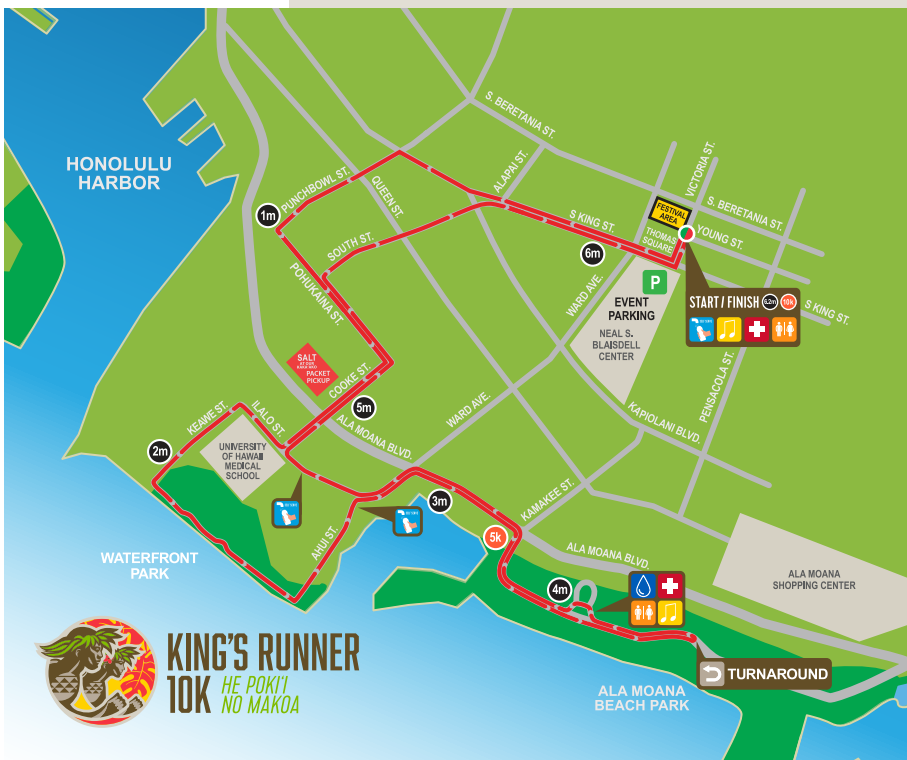 S. BERETANIA ST.
HONOLULU
HARBOR
PUNCHBOWL ST.
QUEEN ST.
ALAPAI ST.
VICTORIA ST.
FESTIVAL
AREA
S. BERETANIA ST.
1m
S KING ST.
THOMAS
SQUARE
YOUNG ST.
SOUTH ST.
6m
POHUKAINA ST.
P
WARD AVE.
EVENT
PARKING
START / FINISH 6.2m 10k
S KING ST.
NEAL S.
BLAISDELL
CENTER
SALT
PACKET
PICKUP
COOKE ST.
PENSACOLA ST.
5m
KEAWE ST.
ILALO ST.
ALA MOANA BLVD.
WARD AVE.
KAPIOLANI BLVD.
2m
UNIVERSITY
OF HAWAII
MEDICAL
SCHOOL
3m
KAMAKEE ST.
AHUI ST.
5k
ALA MOANA BLVD.
WATERFRONT
PARK
ALA MOANA
SHOPPING CENTER
4m
KING'S RUNNER
10K HE POKI'I
NO MAKOA
TURNAROUND
ALA MOANA
BEACH PARK